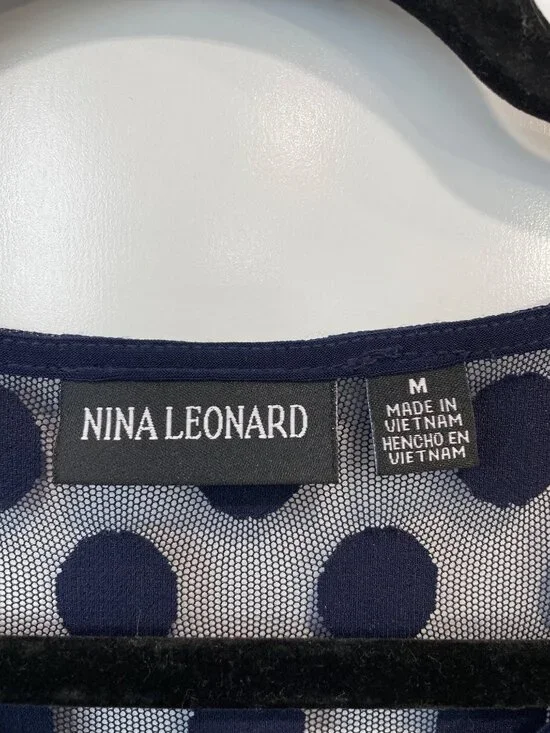 NINA LEONARD
M
MADE IN
VIETNAM
HENCHO EN
VIETNAM